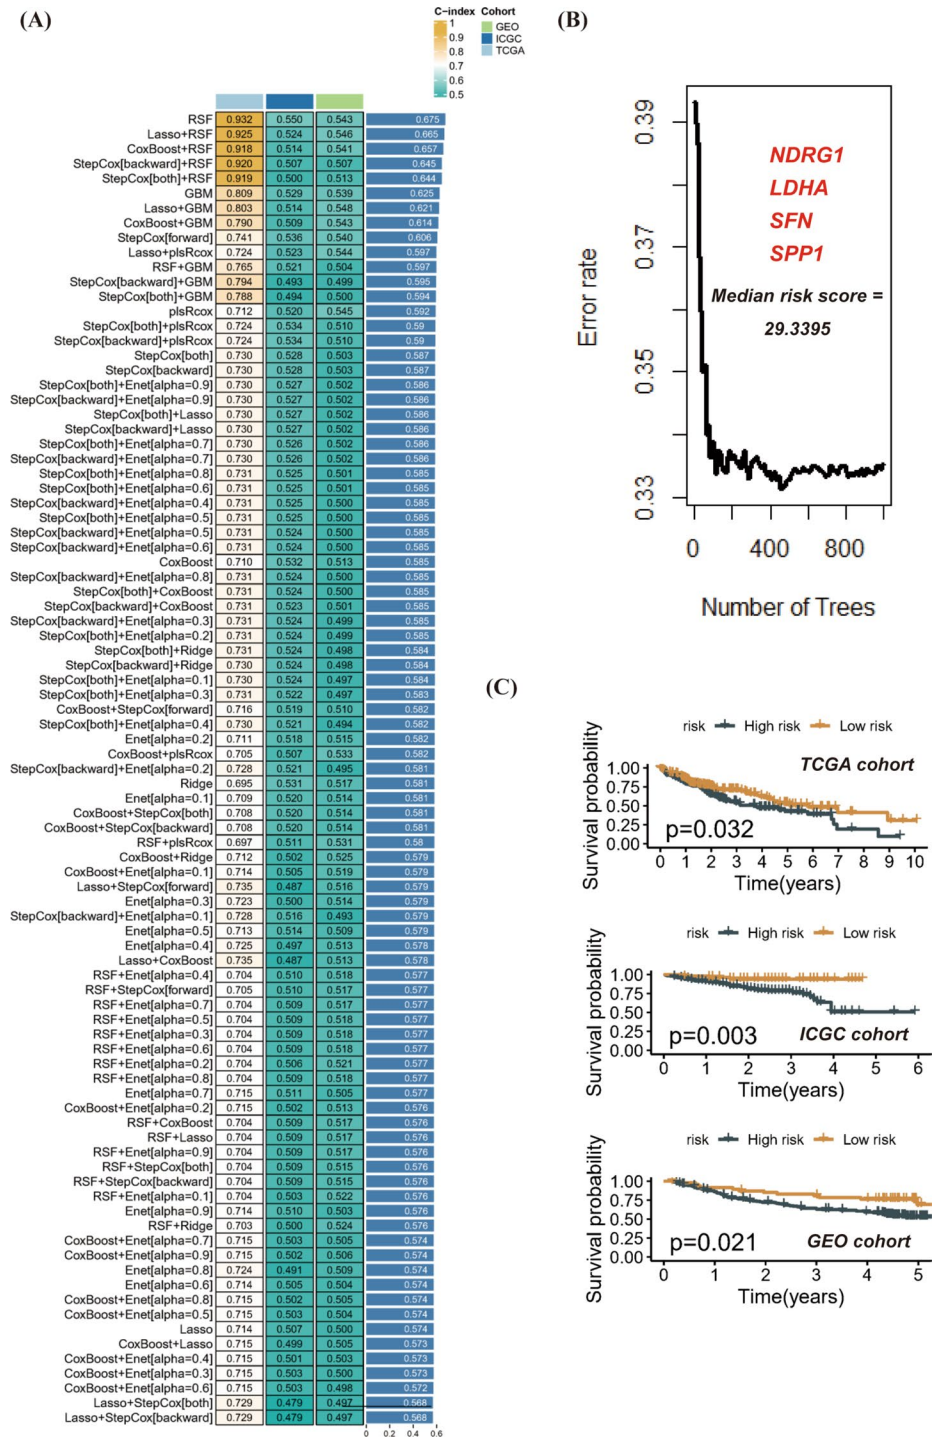 (A)
C-index Cohort
1
0.9
0.8
0.7
0.6
0.5
GEO
ICGC
TCGA
RSF 0.932 0.550 0.543 0.675
Lasso+RSF 0.925 0.524 0.546 0.665
CoxBoost+RSF 0.918 0.514 0.541 0.657
StepCox[backward]+RSF 0.920 0.507 0.507 0.645
StepCox[both]+RSF 0.919 0.500 0.513 0.644
GBM 0.809 0.529 0.539 0.625
Lasso+GBM 0.803 0.514 0.548 0.621
CoxBoost+GBM 0.790 0.509 0.543 0.614
StepCox[forward] 0.741 0.536 0.540 0.606
Lasso+plsRcox 0.724 0.523 0.544 0.597
RSF+GBM 0.765 0.521 0.504 0.597
StepCox[backward]+GBM 0.794 0.493 0.499 0.595
StepCox[both]+GBM 0.788 0.494 0.500 0.594
plsRcox 0.712 0.520 0.545 0.592
StepCox[both]+plsRcox 0.724 0.534 0.510 0.59
StepCox[backward]+plsRcox 0.724 0.534 0.510 0.59
StepCox[both] 0.730 0.528 0.503 0.587
StepCox[backward] 0.730 0.528 0.503 0.587
StepCox[both]+Enet[alpha=0.9] 0.730 0.527 0.502 0.586
StepCox[backward]+Enet[alpha=0.9] 0.730 0.527 0.502 0.586
StepCox[both]+Lasso 0.730 0.527 0.502 0.586
StepCox[backward]+Lasso 0.730 0.527 0.502 0.586
StepCox[both]+Enet[alpha=0.7] 0.730 0.526 0.502 0.586
StepCox[backward]+Enet[alpha=0.7] 0.730 0.526 0.502 0.586
StepCox[both]+Enet[alpha=0.8] 0.731 0.525 0.501 0.585
StepCox[both]+Enet[alpha=0.6] 0.731 0.525 0.501 0.585
StepCox[backward]+Enet[alpha=0.4] 0.731 0.525 0.500 0.585
StepCox[both]+Enet[alpha=0.5] 0.731 0.525 0.500 0.585
StepCox[backward]+Enet[alpha=0.5] 0.731 0.524 0.500 0.585
StepCox[backward]+Enet[alpha=0.6] 0.731 0.524 0.500 0.585
CoxBoost 0.710 0.532 0.513 0.585
StepCox[backward]+Enet[alpha=0.8] 0.731 0.524 0.500 0.585
StepCox[both]+CoxBoost 0.731 0.524 0.500 0.585
StepCox[backward]+CoxBoost 0.731 0.523 0.501 0.585
StepCox[backward]+Enet[alpha=0.3] 0.731 0.524 0.499 0.585
StepCox[both]+Enet[alpha=0.2] 0.731 0.524 0.499 0.585
StepCox[both]+Ridge 0.731 0.524 0.498 0.584
StepCox[backward]+Ridge 0.730 0.524 0.498 0.584
StepCox[both]+Enet[alpha=0.1] 0.730 0.524 0.497 0.584
StepCox[both]+Enet[alpha=0.3] 0.731 0.522 0.497 0.583
CoxBoost+StepCox[forward] 0.716 0.519 0.510 0.582
StepCox[both]+Enet[alpha=0.4] 0.730 0.521 0.494 0.582
Enet[alpha=0.2] 0.711 0.518 0.515 0.582
CoxBoost+plsRcox 0.705 0.507 0.533 0.582
StepCox[backward]+Enet[alpha=0.2] 0.728 0.521 0.495 0.581
Ridge 0.695 0.531 0.517 0.581
Enet[alpha=0.1] 0.709 0.520 0.514 0.581
CoxBoost+StepCox[both] 0.708 0.520 0.514 0.581
CoxBoost+StepCox[backward] 0.708 0.520 0.514 0.581
RSF+plsRcox 0.697 0.511 0.531 0.58
CoxBoost+Ridge 0.712 0.502 0.525 0.579
CoxBoost+Enet[alpha=0.1] 0.714 0.505 0.519 0.579
Lasso+StepCox[forward] 0.735 0.487 0.516 0.579
Enet[alpha=0.3] 0.723 0.500 0.514 0.579
StepCox[backward]+Enet[alpha=0.1] 0.728 0.516 0.493 0.579
Enet[alpha=0.5] 0.713 0.514 0.509 0.579
Enet[alpha=0.4] 0.725 0.497 0.513 0.578
Lasso+CoxBoost 0.735 0.487 0.513 0.578
RSF+Enet[alpha=0.4] 0.704 0.510 0.518 0.577
RSF+StepCox[forward] 0.705 0.510 0.517 0.577
RSF+Enet[alpha=0.7] 0.704 0.509 0.517 0.577
RSF+Enet[alpha=0.5] 0.704 0.509 0.518 0.577
RSF+Enet[alpha=0.3] 0.704 0.509 0.518 0.577
RSF+Enet[alpha=0.6] 0.704 0.509 0.518 0.577
RSF+Enet[alpha=0.2] 0.704 0.506 0.521 0.577
RSF+Enet[alpha=0.8] 0.704 0.509 0.518 0.577
Enet[alpha=0.7] 0.715 0.511 0.505 0.577
CoxBoost+Enet[alpha=0.2] 0.715 0.502 0.513 0.576
RSF+CoxBoost 0.704 0.509 0.517 0.576
RSF+Lasso 0.704 0.509 0.517 0.576
RSF+Enet[alpha=0.9] 0.704 0.509 0.517 0.576
RSF+StepCox[both] 0.704 0.509 0.515 0.576
RSF+StepCox[backward] 0.704 0.509 0.515 0.576
RSF+Enet[alpha=0.1] 0.704 0.503 0.522 0.576
Enet[alpha=0.9] 0.714 0.510 0.503 0.576
RSF+Ridge 0.703 0.500 0.524 0.576
CoxBoost+Enet[alpha=0.7] 0.715 0.503 0.505 0.574
CoxBoost+Enet[alpha=0.9] 0.715 0.502 0.506 0.574
Enet[alpha=0.8] 0.724 0.491 0.509 0.574
Enet[alpha=0.6] 0.714 0.505 0.504 0.574
CoxBoost+Enet[alpha=0.8] 0.715 0.502 0.505 0.574
CoxBoost+Enet[alpha=0.5] 0.715 0.503 0.504 0.574
Lasso 0.714 0.507 0.500 0.574
CoxBoost+Lasso 0.715 0.499 0.505 0.573
CoxBoost+Enet[alpha=0.4] 0.715 0.501 0.503 0.573
CoxBoost+Enet[alpha=0.3] 0.715 0.503 0.500 0.573
CoxBoost+Enet[alpha=0.6] 0.715 0.503 0.498 0.572
Lasso+StepCox[both] 0.729 0.479 0.497 0.568
Lasso+StepCox[backward] 0.729 0.479 0.497 0.568
0 0.2 0.4 0.6
(B)
Error rate
0.39
0.37
0.35
0.33
NDRG1
LDHA
SFN
SPP1
Median risk score =
29.3395
0 400 800
Number of Trees
(C)
risk High risk Low risk
Survival probability
1.00
0.75
0.50
0.25
0.00
TCGA cohort
p=0.032
0 1 2 3 4 5 6 7 8 9 10
Time(years)
risk High risk Low risk
Survival probability
1.00
0.75
0.50
0.25
0.00
p=0.003
ICGC cohort
0 1 2 3 4 5 6
Time(years)
risk High risk Low risk
Survival probability
1.00
0.75
0.50
0.25
0.00
p=0.021
GEO cohort
0 1 2 3 4 5
Time(years)